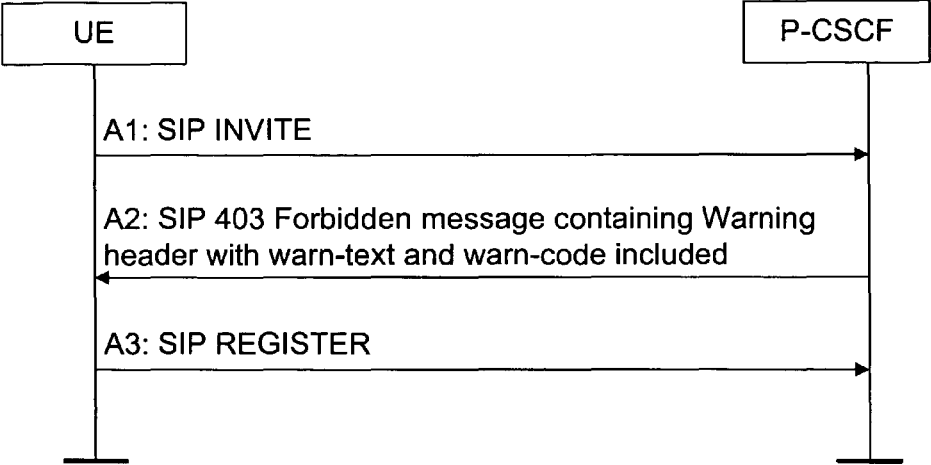 UE
P-CSCF
A1: SIP INVITE
A2: SIP 403 Forbidden message containing Warning
header with warn-text and warn-code included
A3: SIP REGISTER